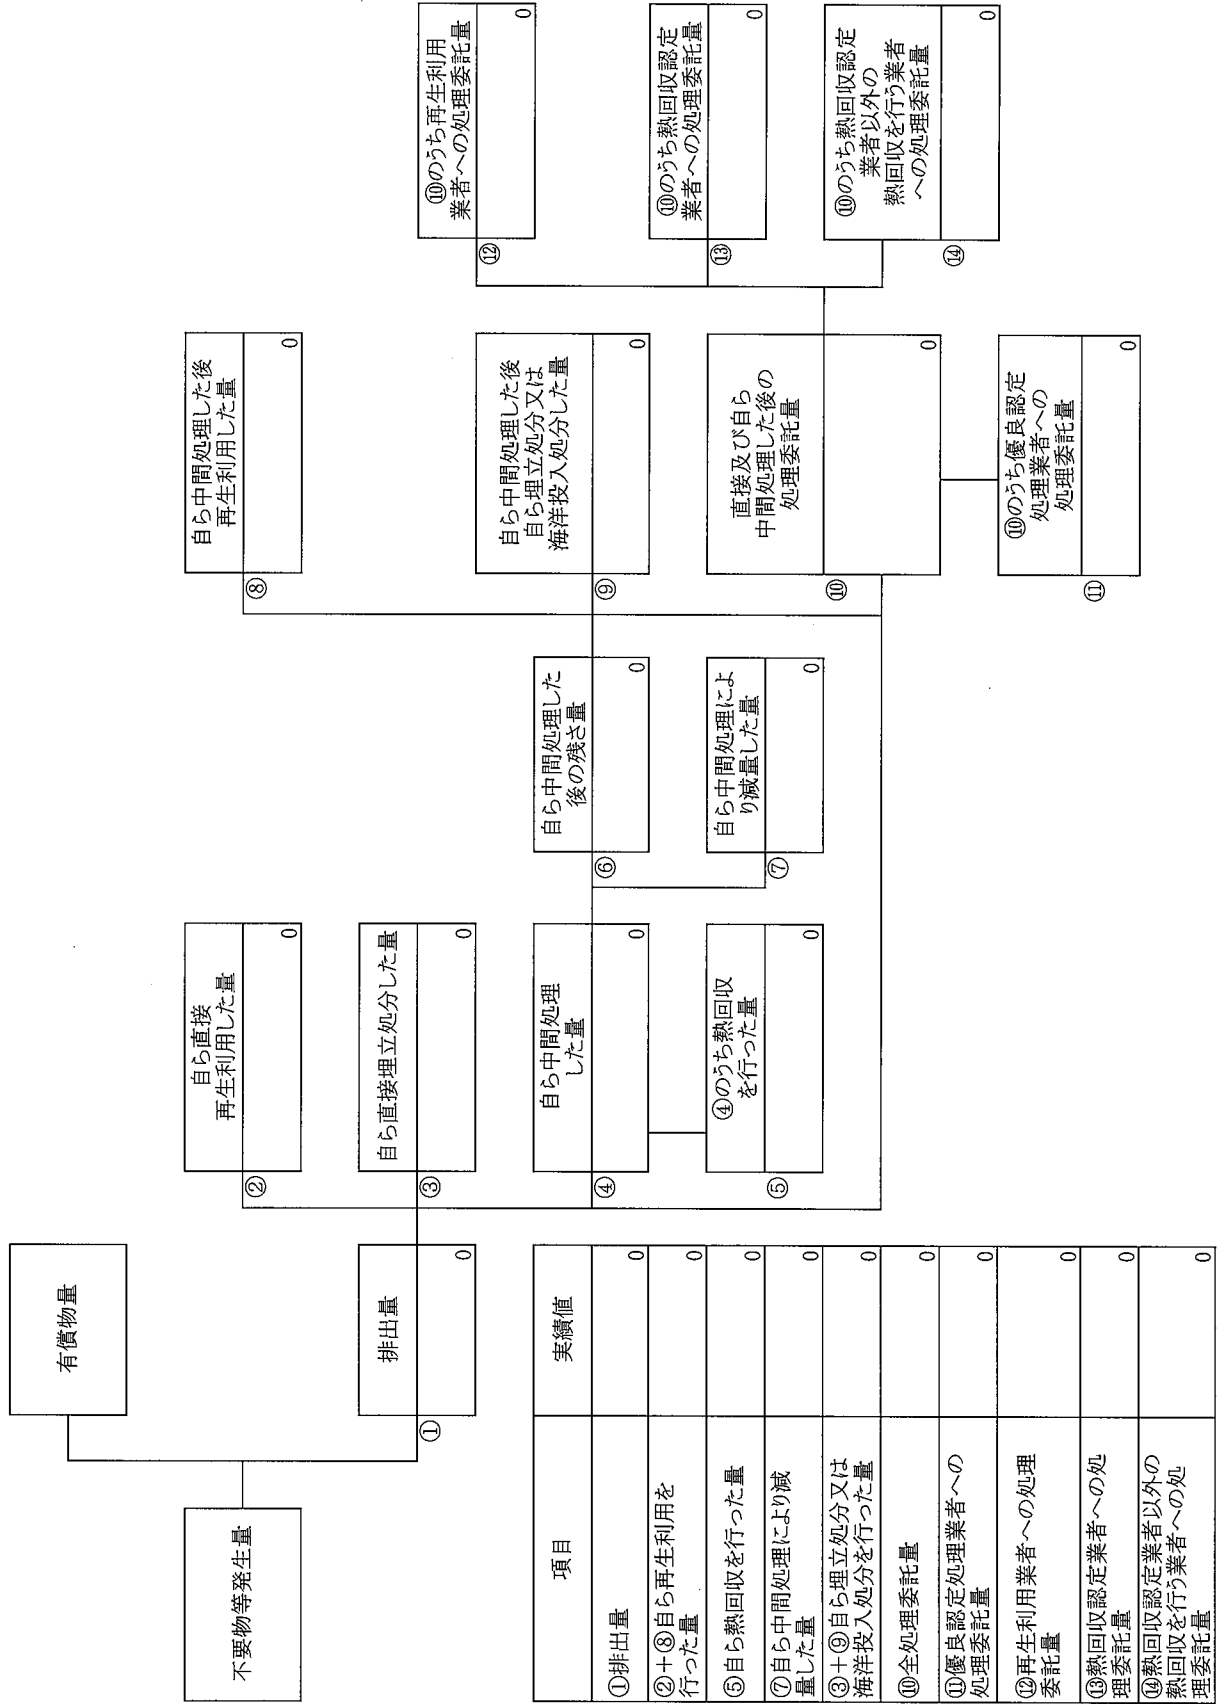 不要物等発生量
有償物量
①
排出量
0
②
自ら直接
再生利用した量
0
③
自ら直接埋立処分した量
0
④
自ら中間処理
した量
0
⑤
④のうち熱回収
を行った量
0
⑥
自ら中間処理した
後の残さ量
0
⑦
自ら中間処理によ
り減量した量
0
⑧
自ら中間処理した後
再生利用した量
0
⑨
自ら中間処理した後
自ら埋立処分又は
海洋投入処分した量
0
⑩
直接及び自ら
中間処理した後の
処理委託量
0
⑪
⑩のうち優良認定
処理業者への
処理委託量
0
⑫
⑩のうち再生利用
業者への処理委託量
0
⑬
⑩のうち熱回収認定
業者への処理委託量
0
⑭
⑩のうち熱回収認定
業者以外の
熱回収を行う業者
への処理委託量
0
項目 実績値
①排出量 0
②+⑧自ら再生利用を
行った量 0
⑤自ら熱回収を行った量 0
⑦自ら中間処理により減
量した量 0
③+⑨自ら埋立処分又は
海洋投入処分を行った量 0
⑩全処理委託量 0
⑪優良認定処理業者への
処理委託量 0
⑫再生利用業者への処理
委託量 0
⑬熱回収認定業者への処
理委託量 0
⑭熱回収認定業者以外の
熱回収を行う業者への処
理委託量 0